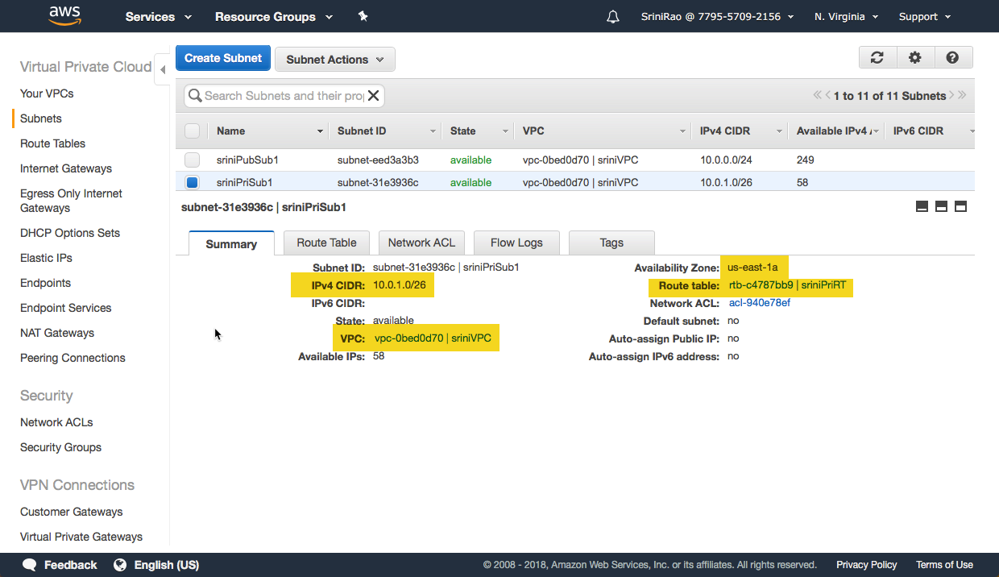 aws Services Resource Groups SriniRao @ 7795-5709-2156 N. Virginia Support
Virtual Private Cloud
Your VPCs
Subnets
Route Tables
Internet Gateways
Egress Only Internet
Gateways
DHCP Options Sets
Elastic IPs
Endpoints
Endpoint Services
NAT Gateways
Peering Connections
Security
Network ACLs
Security Groups
VPN Connections
Customer Gateways
Virtual Private Gateways
Create Subnet Subnet Actions
Search Subnets and their pro
1 to 11 of 11 Subnets
Name Subnet ID State VPC IPv4 CIDR Available IPv4 IPv6 CIDR
sriniPubSub1 subnet-eed3a3b3 available vpc-0bed0d70 | sriniVPC 10.0.0.0/24 249
sriniPriSub1 subnet-31e3936c available vpc-0bed0d70 | sriniVPC 10.0.1.0/26 58
subnet-31e3936c | sriniPriSub1
Summary Route Table Network ACL Flow Logs Tags
Subnet ID: subnet-31e3936c | sriniPriSub1
IPv4 CIDR: 10.0.1.0/26
IPv6 CIDR:
State: available
VPC: vpc-0bed0d70 | sriniVPC
Available IPs: 58
Availability Zone: us-east-1a
Route table: rtb-c4787bb9 | sriniPriRT
Network ACL: acl-940e78ef
Default subnet: no
Auto-assign Public IP: no
Auto-assign IPv6 address: no
Feedback English (US) © 2008 - 2018, Amazon Web Services, Inc. or its affiliates. All rights reserved. Privacy Policy Terms of Use